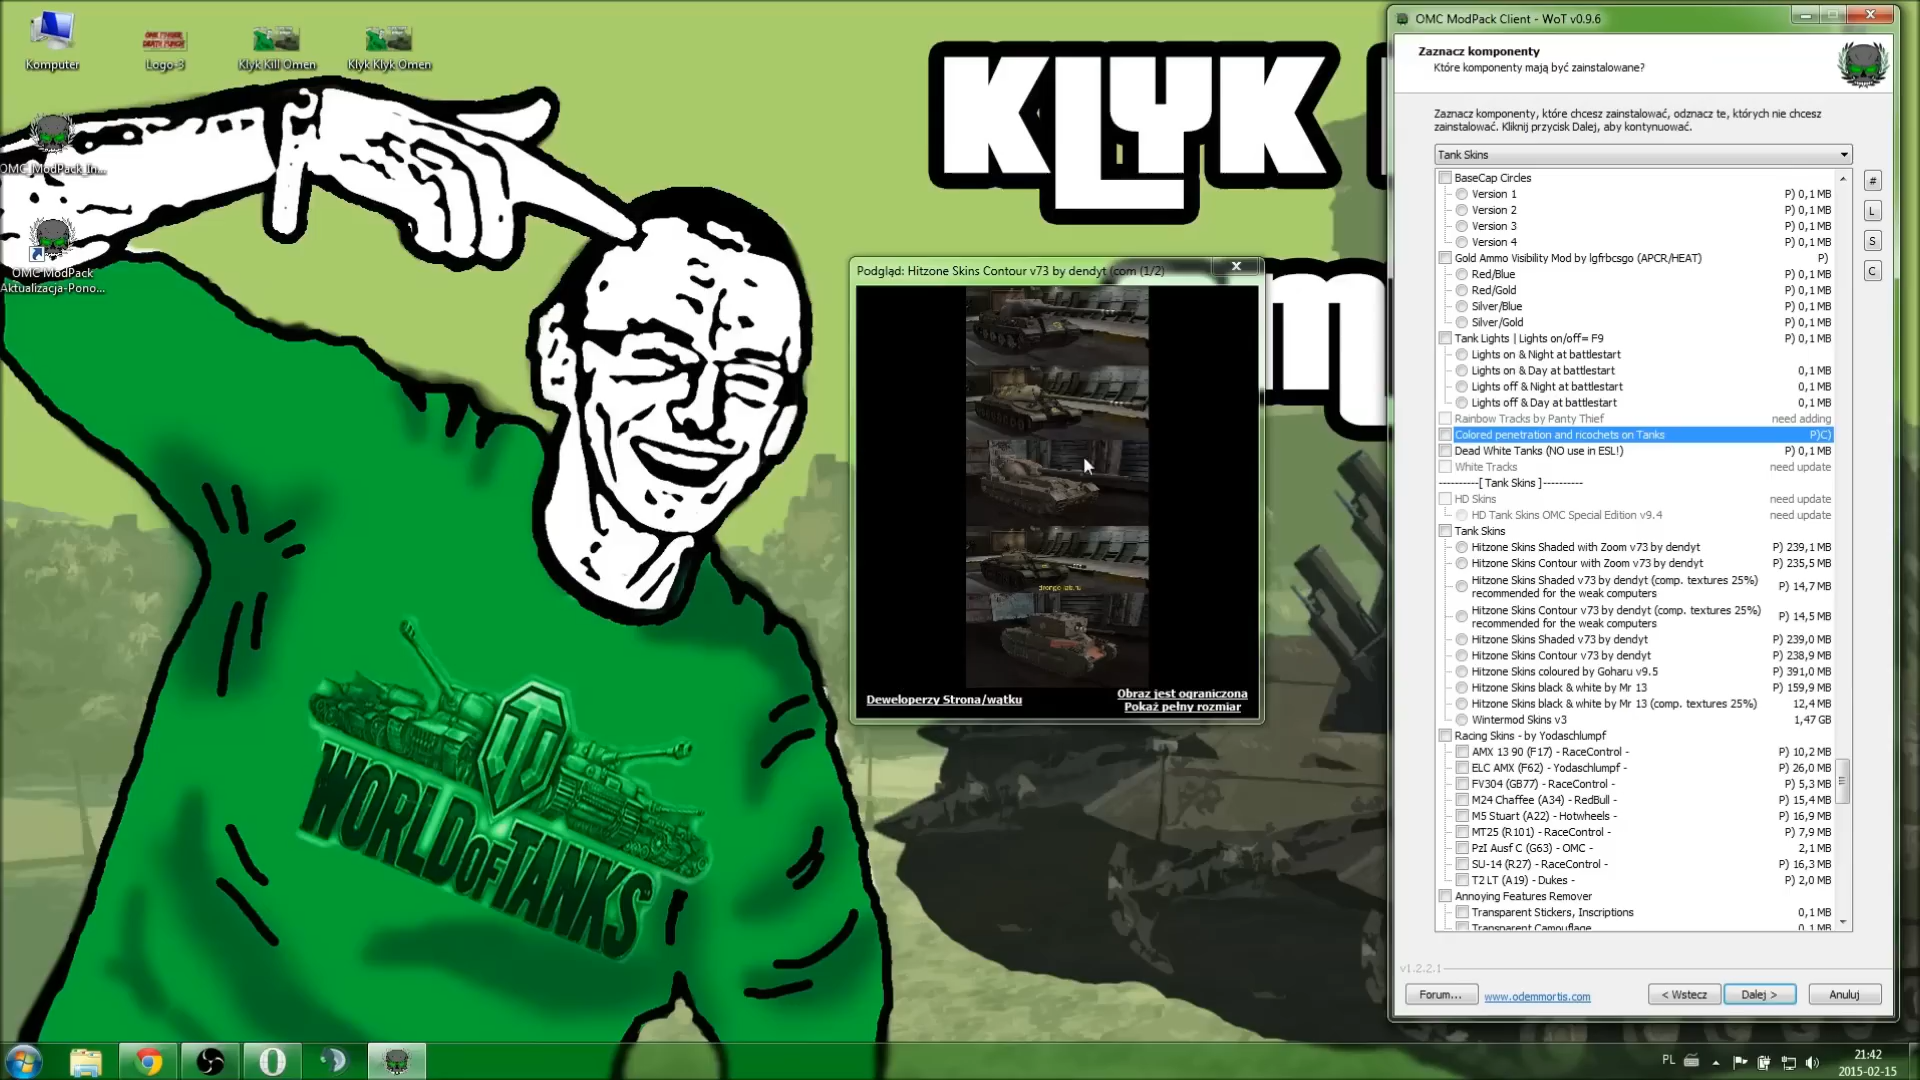 Komputer
Logo-3
Klyk Kill Omen
Klyk Klyk Omen
OMC ModPack_In...
OMC ModPack
Aktualizacja-Pono...
KLYK
WORLD OF TANKS
Podgląd: Hitzone Skins Contour v73 by dendyt (com (1/2)
Deweloperzy Strona/wątku
Obraz jest ograniczona
Pokaż pełny rozmiar
OMC ModPack Client - WoT v0.9.6
Zaznacz komponenty
Które komponenty mają być zainstalowane?
Zaznacz komponenty, które chcesz zainstalować, odznacz te, których nie chcesz
zainstalować. Kliknij przycisk Dalej, aby kontynuować.
Tank Skins
#
L
S
C
BaseCap Circles
Version 1 P) 0,1 MB
Version 2 P) 0,1 MB
Version 3 P) 0,1 MB
Version 4 P) 0,1 MB
Gold Ammo Visibility Mod by lgfrbcsgo (APCR/HEAT) P)
Red/Blue P) 0,1 MB
Red/Gold P) 0,1 MB
Silver/Blue P) 0,1 MB
Silver/Gold P) 0,1 MB
Tank Lights | Lights on/off= F9 P) 0,1 MB
Lights on & Night at battlestart
Lights on & Day at battlestart 0,1 MB
Lights off & Night at battlestart 0,1 MB
Lights off & Day at battlestart 0,1 MB
Rainbow Tracks by Panty Thief need adding
Colored penetration and ricochets on Tanks P)C)
Dead White Tanks (NO use in ESL!) P) 0,1 MB
White Tracks need update
----------[ Tank Skins ]----------
HD Skins need update
HD Tank Skins OMC Special Edition v9.4 need update
Tank Skins
Hitzone Skins Shaded with Zoom v73 by dendyt P) 239,1 MB
Hitzone Skins Contour with Zoom v73 by dendyt P) 235,5 MB
Hitzone Skins Shaded v73 by dendyt (comp. textures 25%)
recommended for the weak computers P) 14,7 MB
Hitzone Skins Contour v73 by dendyt (comp. textures 25%)
recommended for the weak computers P) 14,5 MB
Hitzone Skins Shaded v73 by dendyt P) 239,0 MB
Hitzone Skins Contour v73 by dendyt P) 238,9 MB
Hitzone Skins coloured by Goharu v9.5 P) 391,0 MB
Hitzone Skins black & white by Mr 13 P) 159,9 MB
Hitzone Skins black & white by Mr 13 (comp. textures 25%) 12,4 MB
Wintermod Skins v3 1,47 GB
Racing Skins - by Yodaschlumpf
AMX 13 90 (F17) - RaceControl - P) 10,2 MB
ELC AMX (F62) - Yodaschlumpf - P) 26,0 MB
FV304 (GB77) - RaceControl - P) 5,3 MB
M24 Chaffee (A34) - RedBull - P) 15,4 MB
M5 Stuart (A22) - Hotwheels - P) 16,9 MB
MT25 (R101) - RaceControl - P) 7,9 MB
PzI Ausf C (G63) - OMC - 2,1 MB
SU-14 (R27) - RaceControl - P) 16,3 MB
T2 LT (A19) - Dukes - P) 2,0 MB
Annoying Features Remover
Transparent Stickers, Inscriptions 0,1 MB
Transparent Camouflage 0,1 MB
v1.2.2.1
Forum...
www.odemmortis.com
< Wstecz
Dalej >
Anuluj
PL
21:42
2015-02-15